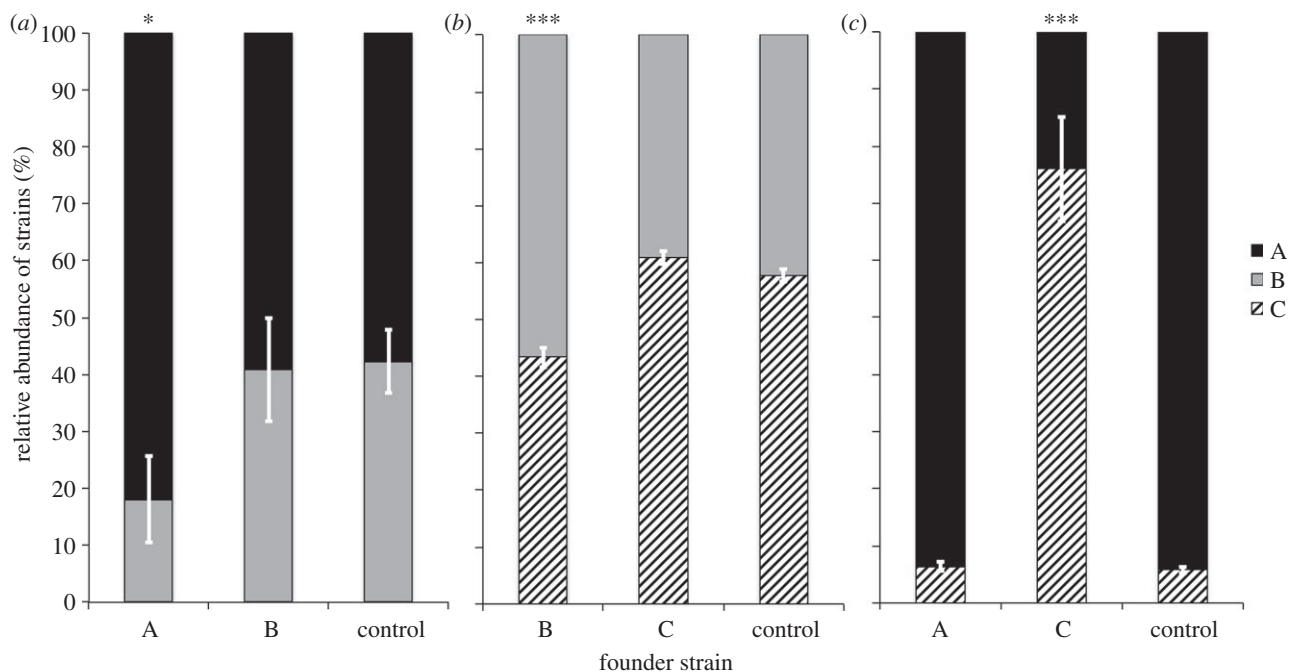 (a) * (b) *** (c) ***
100
90
80
70
60
50
40
30
20
10
0
relative abundance of strains (%)
A B control B C control A C control
founder strain
A
B
C